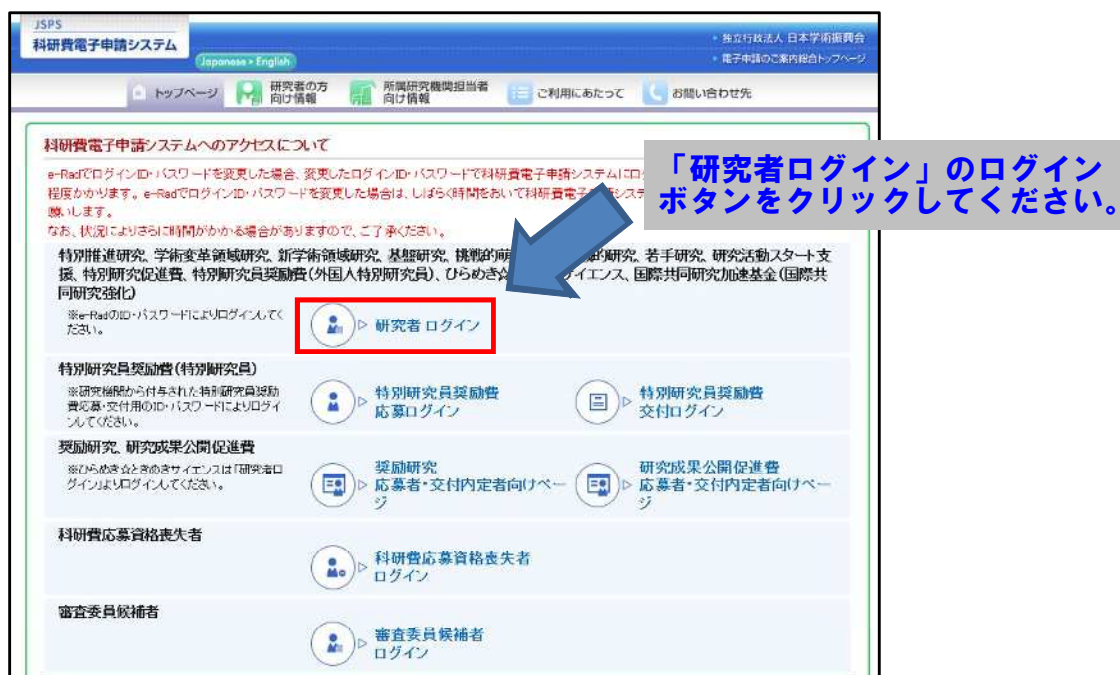 JSPS
科研費電子申請システム
Japanese > English
独立行政法人 日本学術振興会
電子申請のご案内総合トップページ
トップページ
研究者の方
向け情報
所属研究機関担当者
向け情報
ご利用にあたって
お問い合わせ先
科研費電子申請システムへのアクセスについて
e-RadでログインID・パスワードを変更した場合、変更したログインID・パスワードで科研費電子申請システムにロ
程度かかります。e-RadでログインID・パスワードを変更した場合は、しばらく時間をおいて科研費電子
願いします。
なお、状況によりさらに時間がかかる場合がありますので、ご了承ください。
「研究者ログイン」のログイン
ボタンをクリックしてください。
特別推進研究、学術変革領域研究、新学術領域研究、基盤研究、挑戦的 研究、若手研究、研究活動スタート支
援、特別研究促進費、特別研究員奨励費(外国人特別研究員)、ひらめき サイエンス、国際共同研究加速基金(国際共
同研究強化)
※e-RadのID・パスワードによりログインしてく
ださい。
研究者 ログイン
特別研究員奨励費(特別研究員)
※研究機関から付与された特別研究員奨励
費応募・交付用のID・パスワードによりログイ
ンしてください。
特別研究員奨励費
応募ログイン
特別研究員奨励費
交付ログイン
奨励研究、研究成果公開促進費
※ひらめき☆ときめきサイエンスは「研究者ロ
グイン」よりログインしてください。
奨励研究
応募者・交付内定者向けペー
ジ
研究成果公開促進費
応募者・交付内定者向けペー
ジ
科研費応募資格喪失者
科研費応募資格喪失者
ログイン
審査委員候補者
審査委員候補者
ログイン